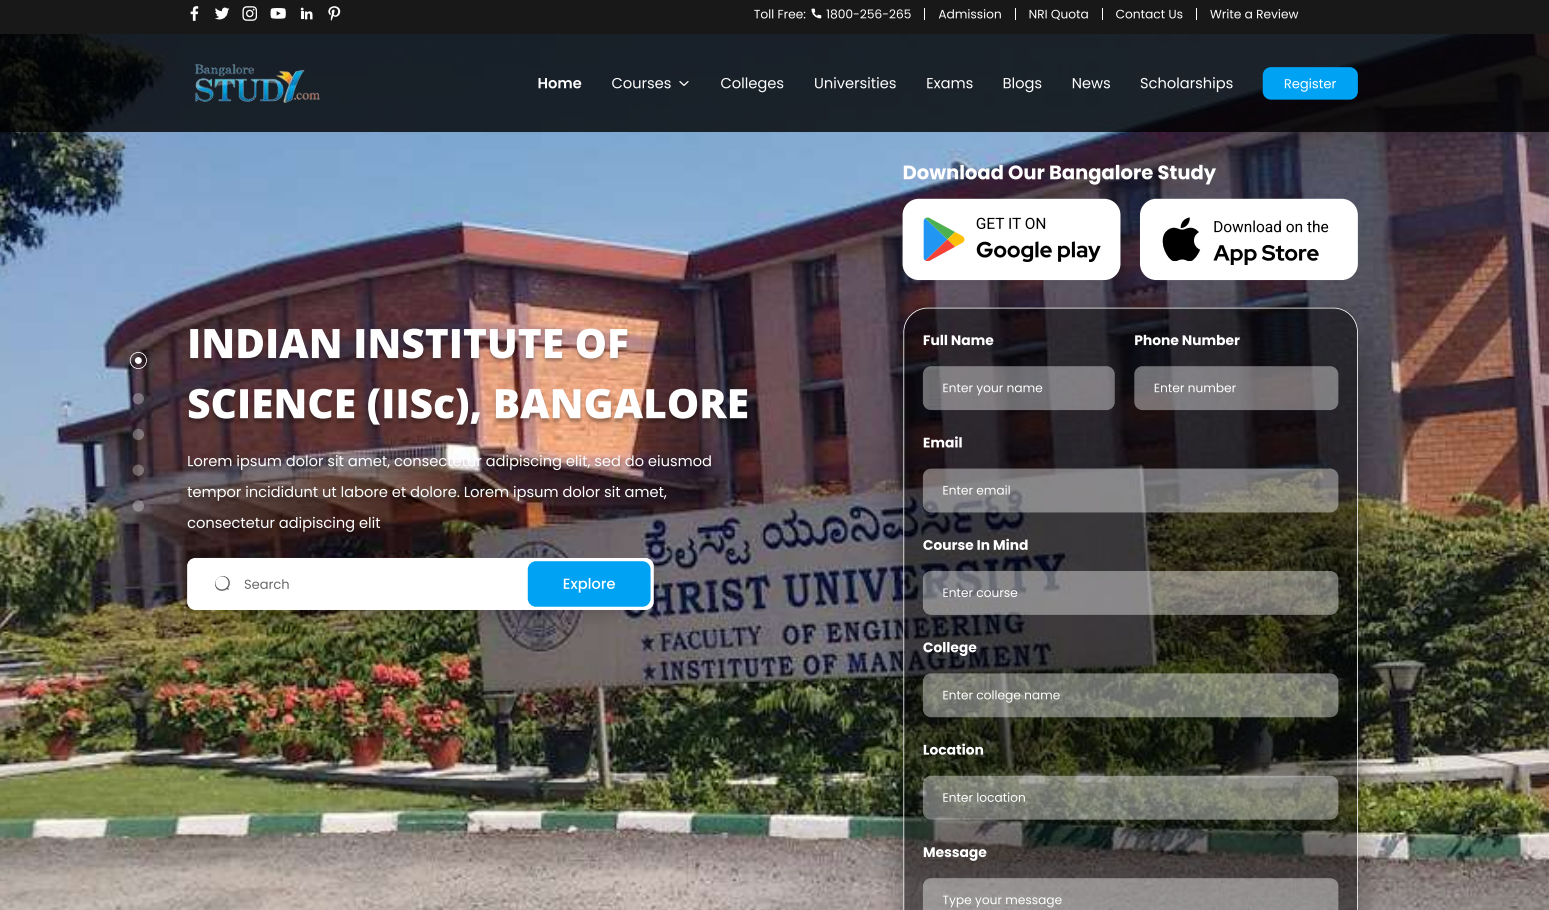 Toll Free: 1800-256-265 | Admission | NRI Quota | Contact Us | Write a Review
Bangalore
STUDY.com
Home Courses Colleges Universities Exams Blogs News Scholarships Register
Download Our Bangalore Study
GET IT ON
Google play
Download on the
App Store
INDIAN INSTITUTE OF
SCIENCE (IISc), BANGALORE
Lorem ipsum dolor sit amet, consectetur adipiscing elit, sed do eiusmod
tempor incididunt ut labore et dolore. Lorem ipsum dolor sit amet,
consectetur adipiscing elit
Search Explore
Full Name Phone Number
Enter your name Enter number
Email
Enter email
Course In Mind
Enter course
College
Enter college name
Location
Enter location
Message
Type your message
ಕ್ರೈಸ್ಟ್ ಯೂನಿವರ್ಸಿಟಿ
CHRIST UNIVERSITY
★ FACULTY OF ENGINEERING
★ INSTITUTE OF MANAGEMENT